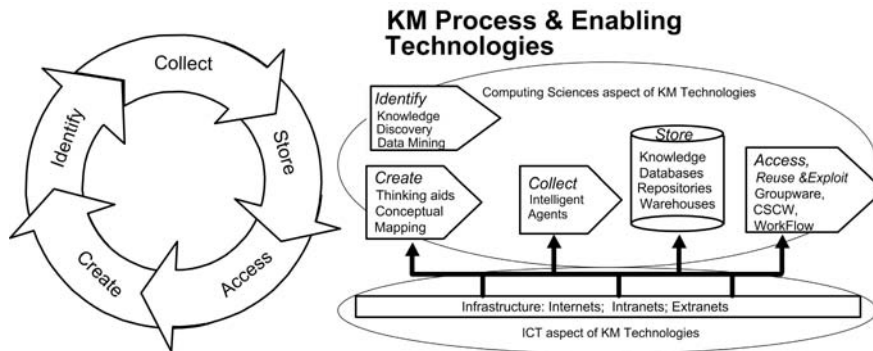 KM Process & Enabling
Technologies
Collect
Store
Access
Create
Identify
Computing Sciences aspect of KM Technologies
Identify
Knowledge
Discovery
Data Mining
Create
Thinking aids
Conceptual
Mapping
Collect
Intelligent
Agents
Store
Knowledge
Databases
Repositories
Warehouses
Access,
Reuse &Exploit
Groupware,
CSCW,
WorkFlow
Infrastructure: Internets; Intranets; Extranets
ICT aspect of KM Technologies